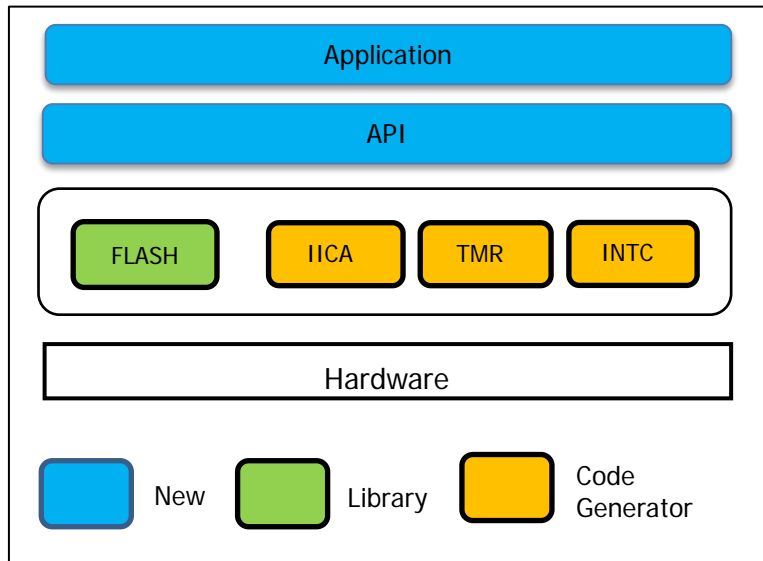 Application
API
FLASH IICA TMR INTC
Hardware
New Library Code
Generator